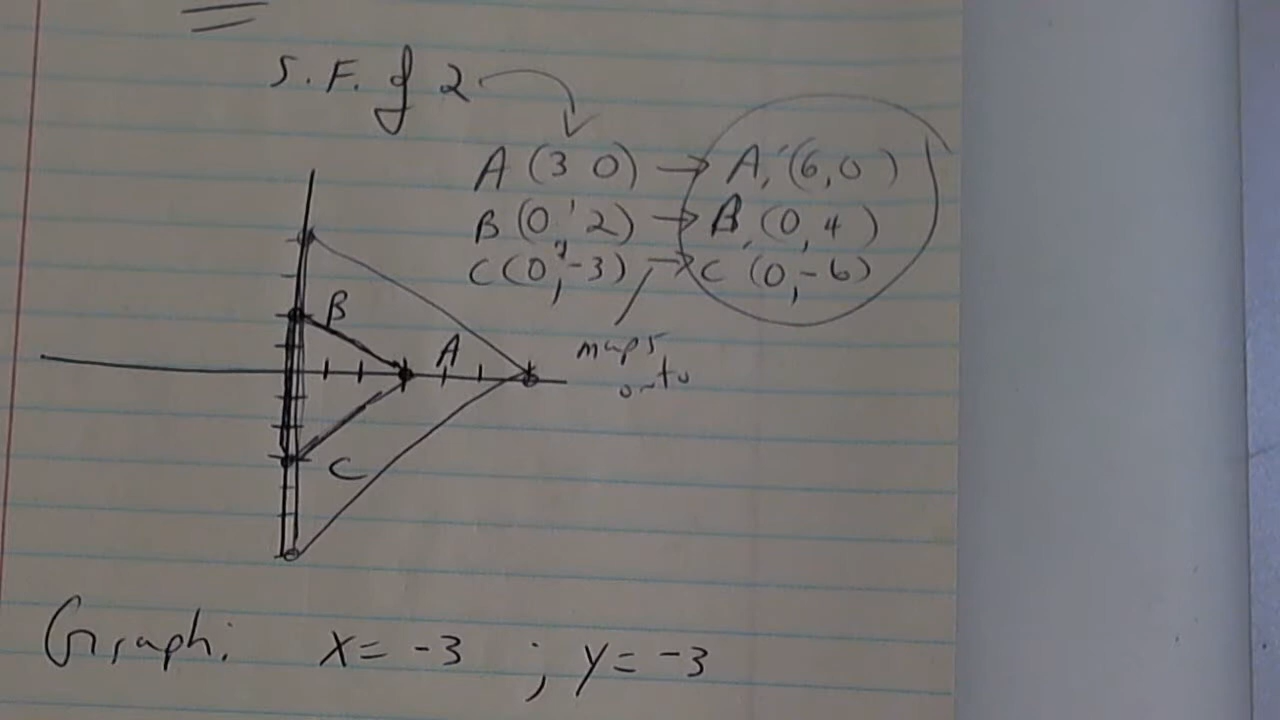 S.F. of 2
A (3 0) → A' (6,0)
B (0, 2) → B' (0,4)
C (0,-3) → C' (0,-6)
B
A
maps
onto
C
Graph: x = -3 ; y = -3